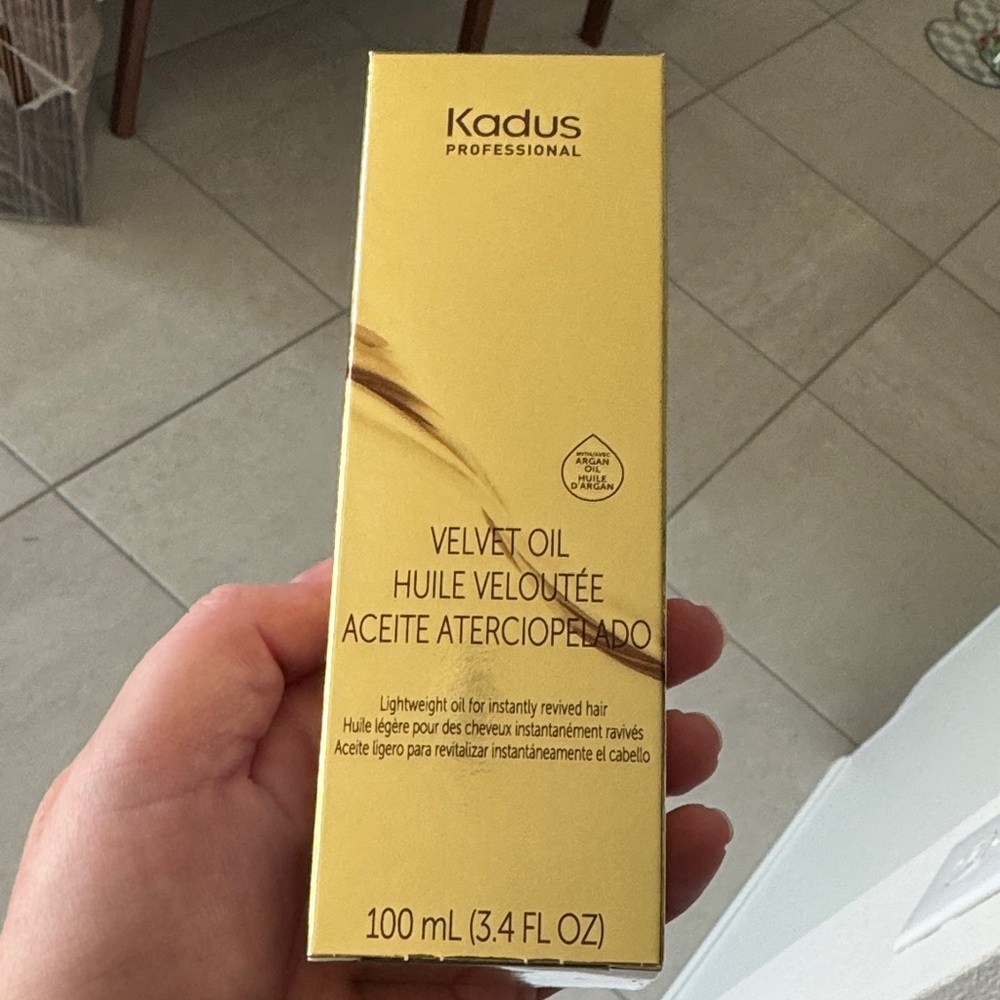 Kadus
PROFESSIONAL
WITH/AVEC
ARGAN
OIL
HUILE
D'ARGAN
VELVET OIL
HUILE VELOUTÉE
ACEITE ATERCIOPELADO
Lightweight oil for instantly revived hair
Huile légère pour des cheveux instantanément ravivés
Aceite ligero para revitalizar instantáneamente el cabello
100 mL (3.4 FL OZ)